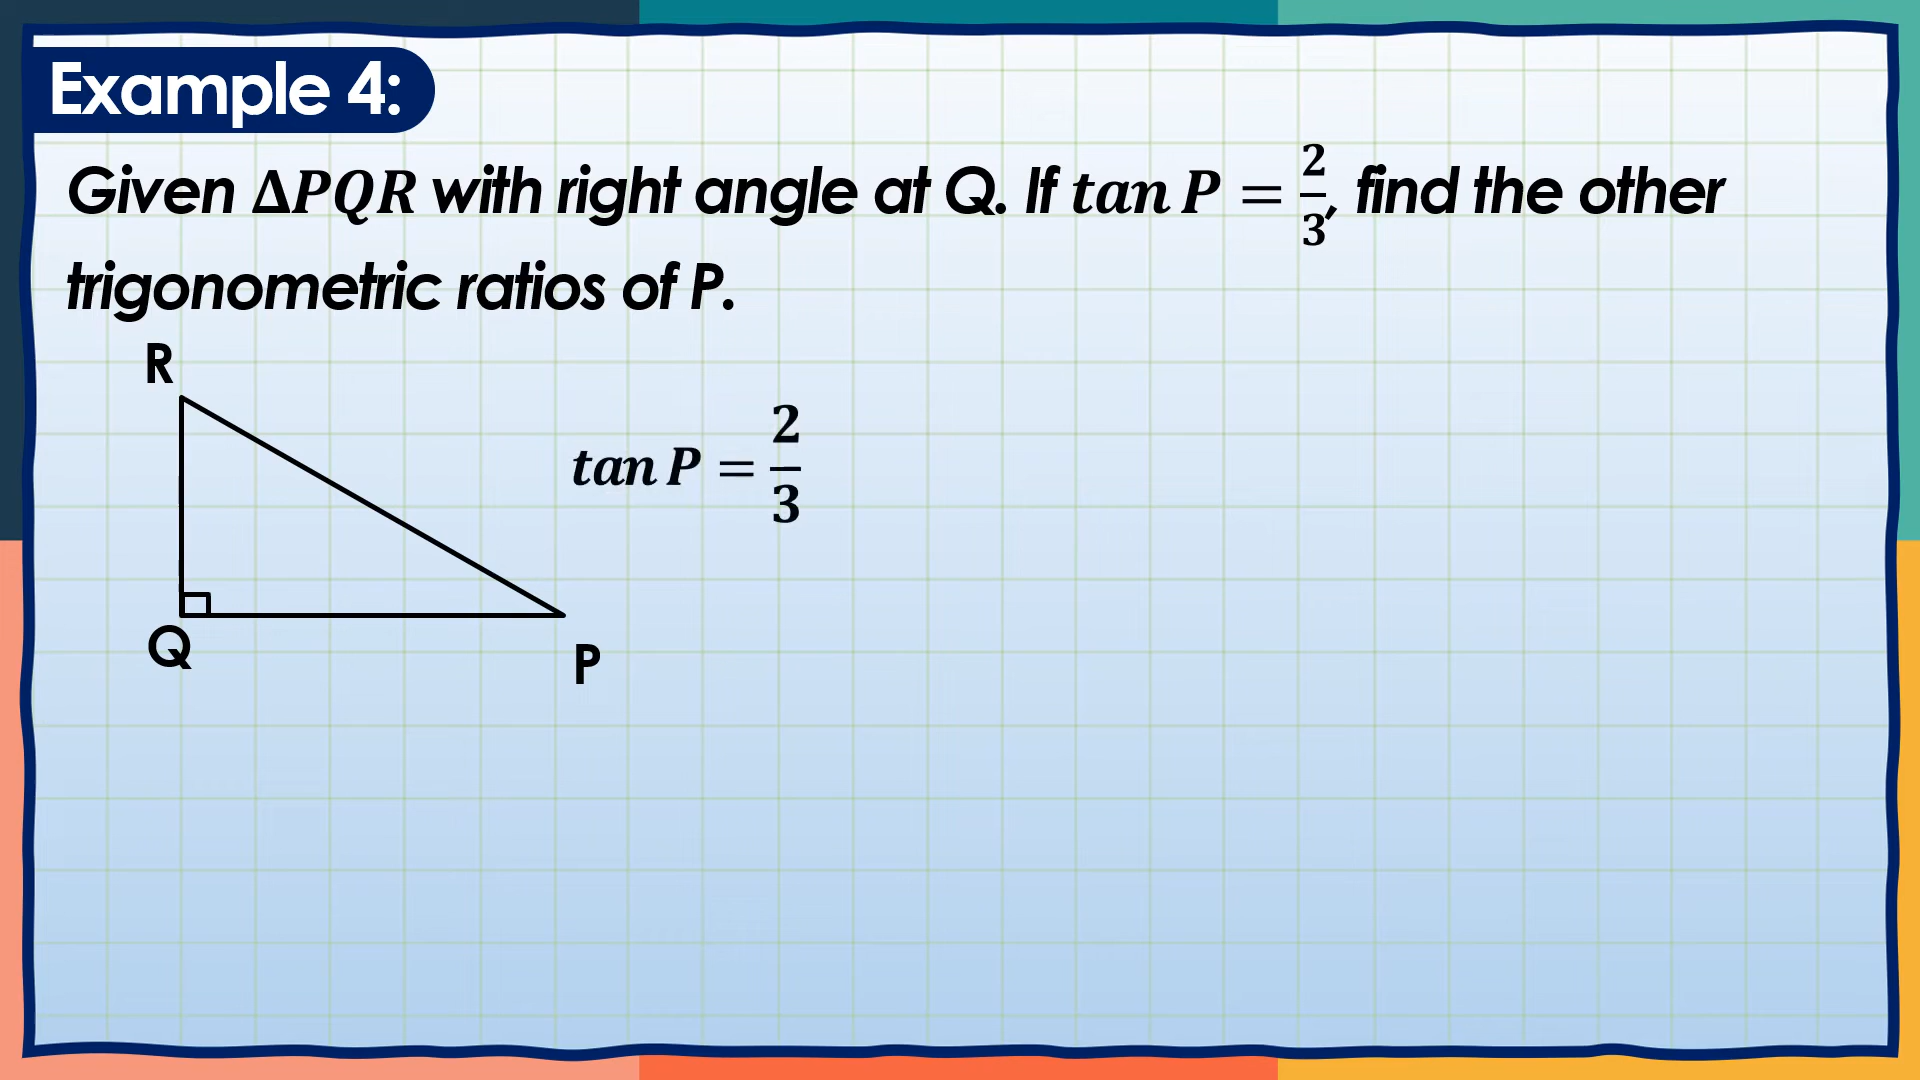 Example 4:
Given ΔPQR with right angle at Q. If tan P = 2/3, find the other
trigonometric ratios of P.
R
tan P = 2/3
Q
P